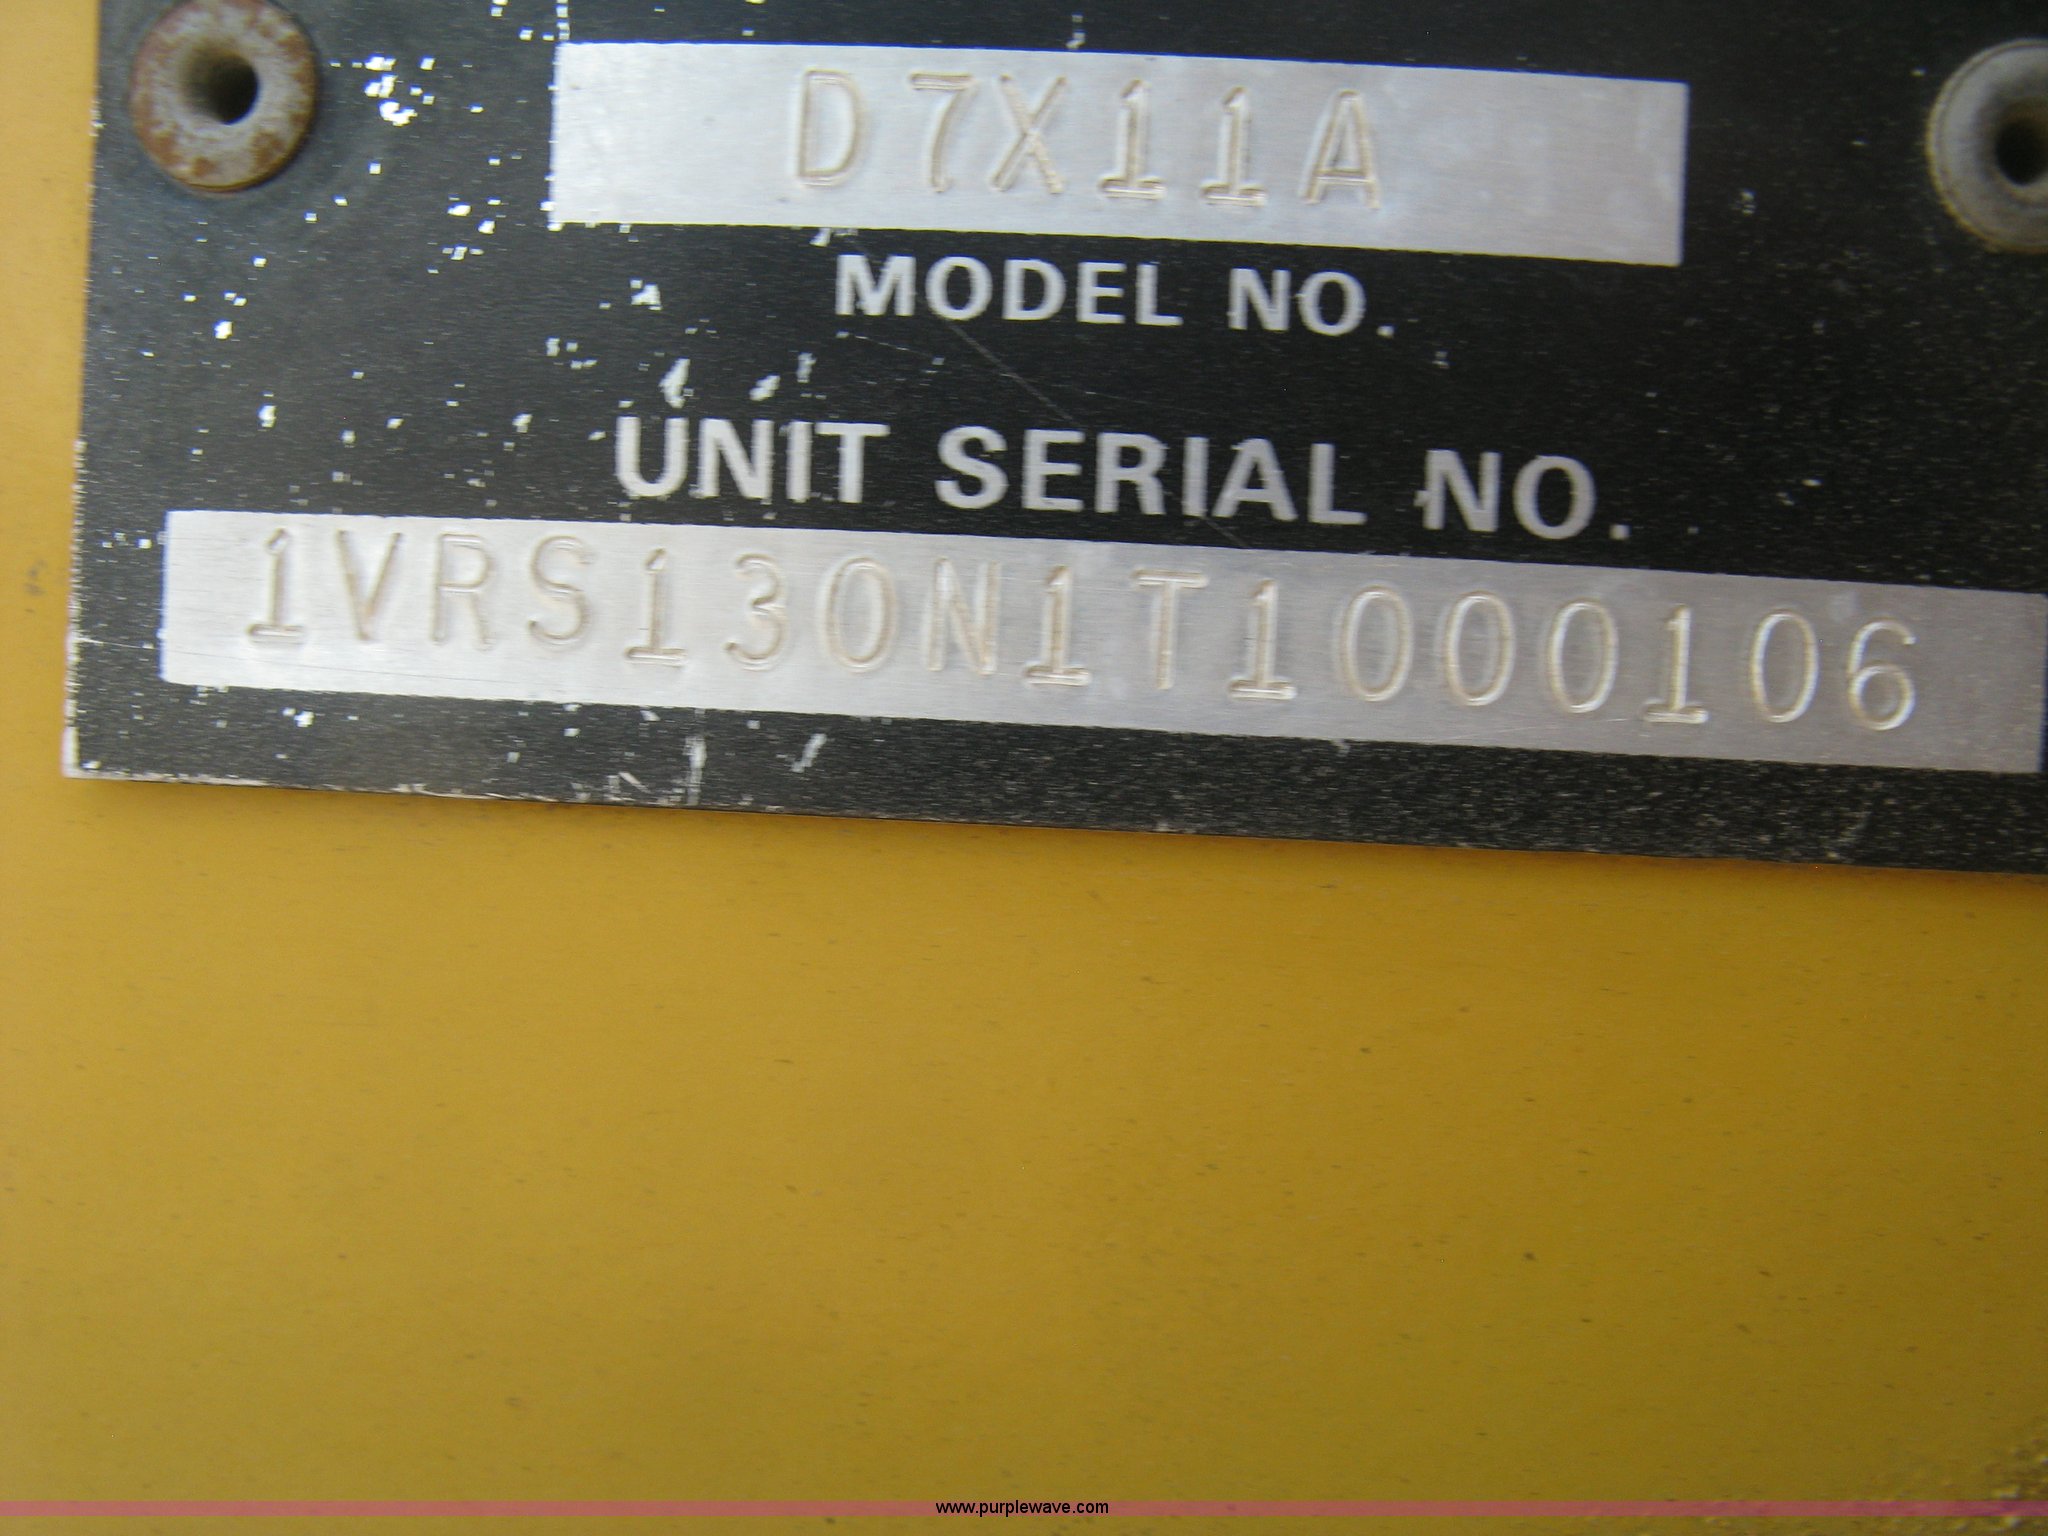 D7X11A
MODEL NO.
UNIT SERIAL NO.
1VRS130N1T1000106
www.purplewave.com